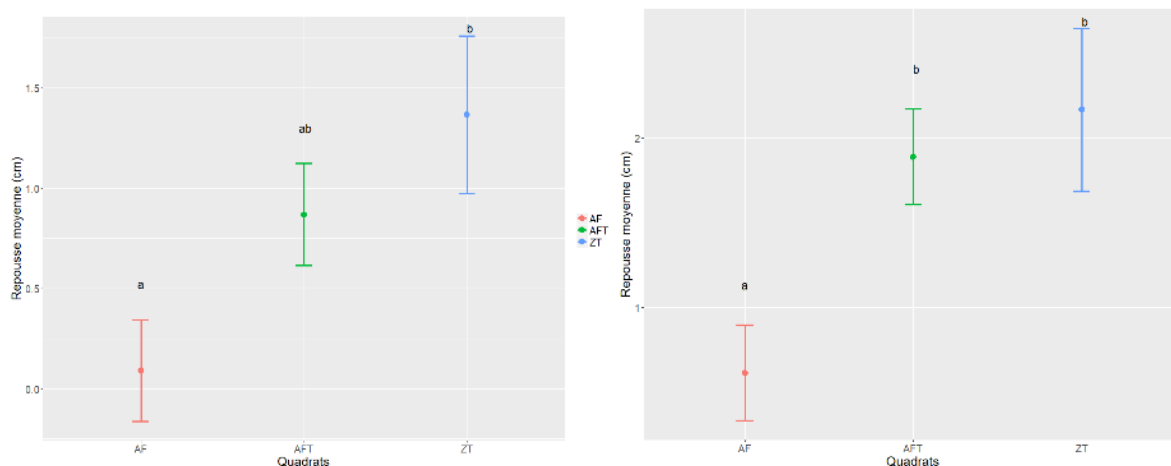 b
1.5
ab
1.0
0.5
a
0.0
Repousse moyenne (cm)
AF
AFT
ZT
Quadrats
AF
AFT
ZT
b
b
2
a
1
Repousse moyenne (cm)
AF
AFT
ZT
Quadrats